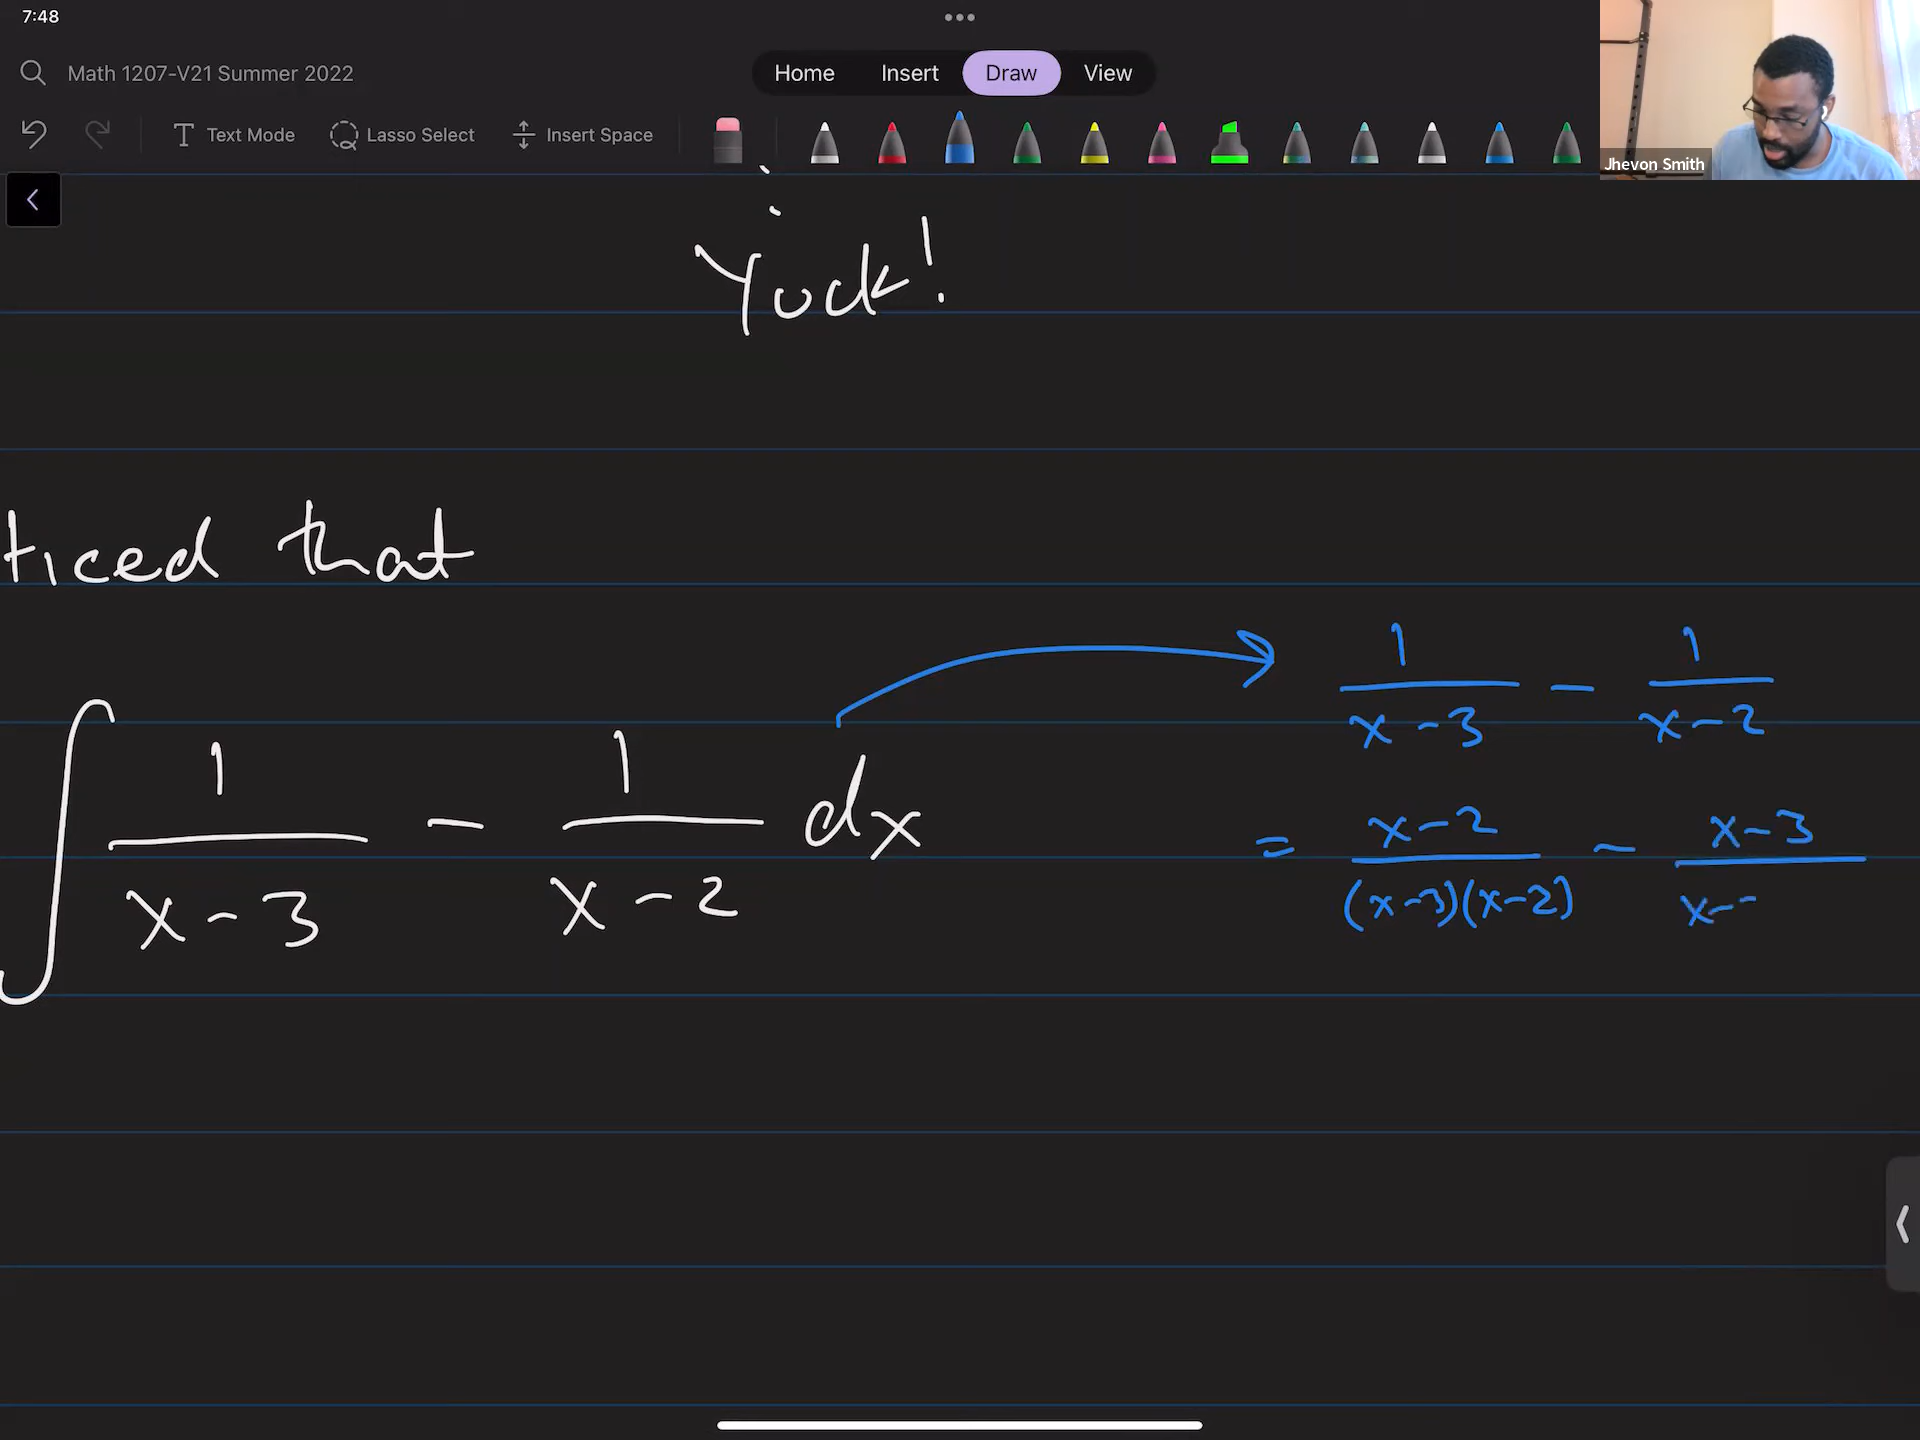 7:48
Math 1207-V21 Summer 2022
Home Insert Draw View
Text Mode Lasso Select Insert Space
Jhevon Smith
Yuck!
ticed that
1/(x-3) - 1/(x-2)
∫ 1/(x-3) - 1/(x-2) dx
= (x-2)/((x-3)(x-2)) - (x-3)/(x--